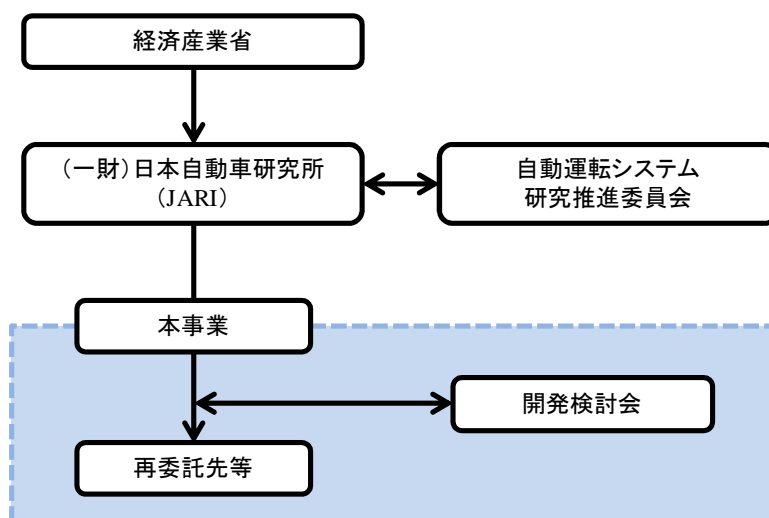 経済産業省
（一財）日本自動車研究所
（JARI）
自動運転システム
研究推進委員会
本事業
開発検討会
再委託先等